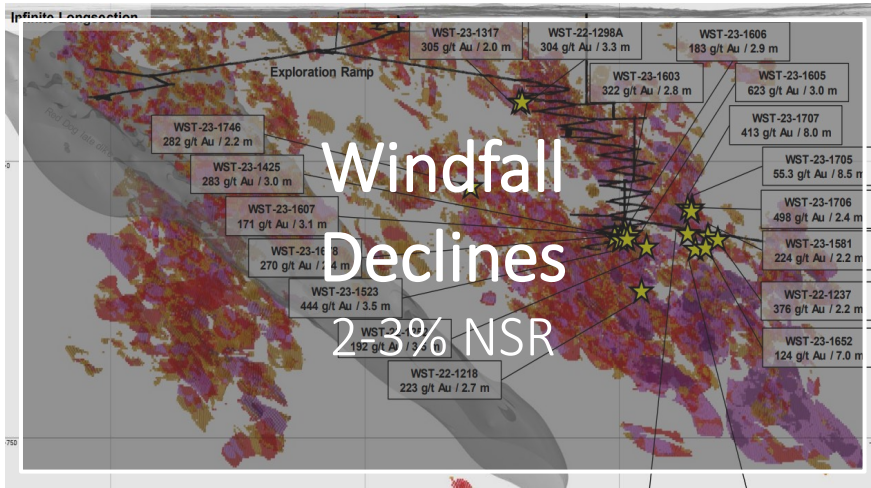 Infinite Longsection
WST-23-1317
305 g/t Au / 2.0 m
WST-22-1298A
304 g/t Au / 3.3 m
WST-23-1606
183 g/t Au / 2.9 m
Exploration Ramp
WST-23-1603
322 g/t Au / 2.8 m
WST-23-1605
623 g/t Au / 3.0 m
WST-23-1707
413 g/t Au / 8.0 m
WST-23-1746
282 g/t Au / 2.2 m
WST-23-1425
283 g/t Au / 3.0 m
WST-23-1705
55.3 g/t Au / 8.5 m
Windfall
WST-23-1607
171 g/t Au / 3.1 m
WST-23-1706
498 g/t Au / 2.4 m
270 g/t Au / 2.4 m
WST-23-1581
224 g/t Au / 2.2 m
Declines
WST-23-1523
444 g/t Au / 3.5 m
WST-22-1237
376 g/t Au / 2.2 m
2-3% NSR
192 g/t Au
WST-23-1652
124 g/t Au / 7.0 m
WST-22-1218
223 g/t Au / 2.7 m
-750